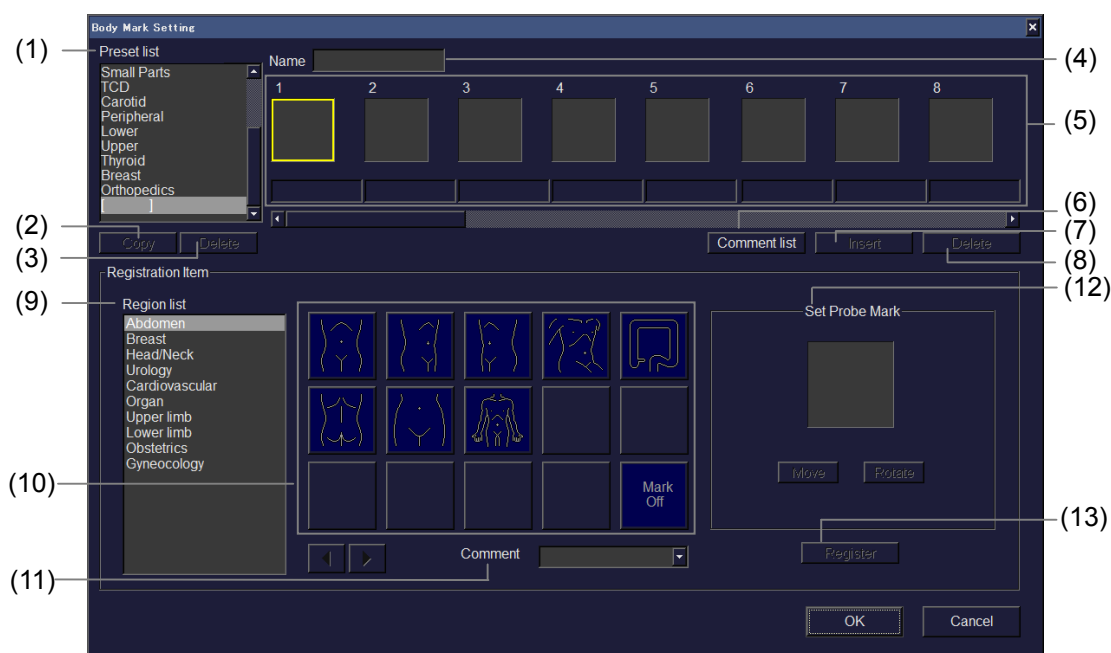 Body Mark Setting
(1)
Preset list
Small Parts
TCD
Carotid
Peripheral
Lower
Upper
Thyroid
Breast
Orthopedics
[ ]
Name
(4)
1 2 3 4 5 6 7 8
(5)
(2)
Copy
Delete
(3)
(6)
Comment list
Insert
Delete
(7)
(8)
Registration Item
(9)
Region list
Abdomen
Breast
Head/Neck
Urology
Cardiovascular
Organ
Upper limb
Lower limb
Obstetrics
Gyneocology
(12)
Set Probe Mark
Move
Rotate
(10)
Mark
Off
(13)
Register
(11)
Comment
OK
Cancel